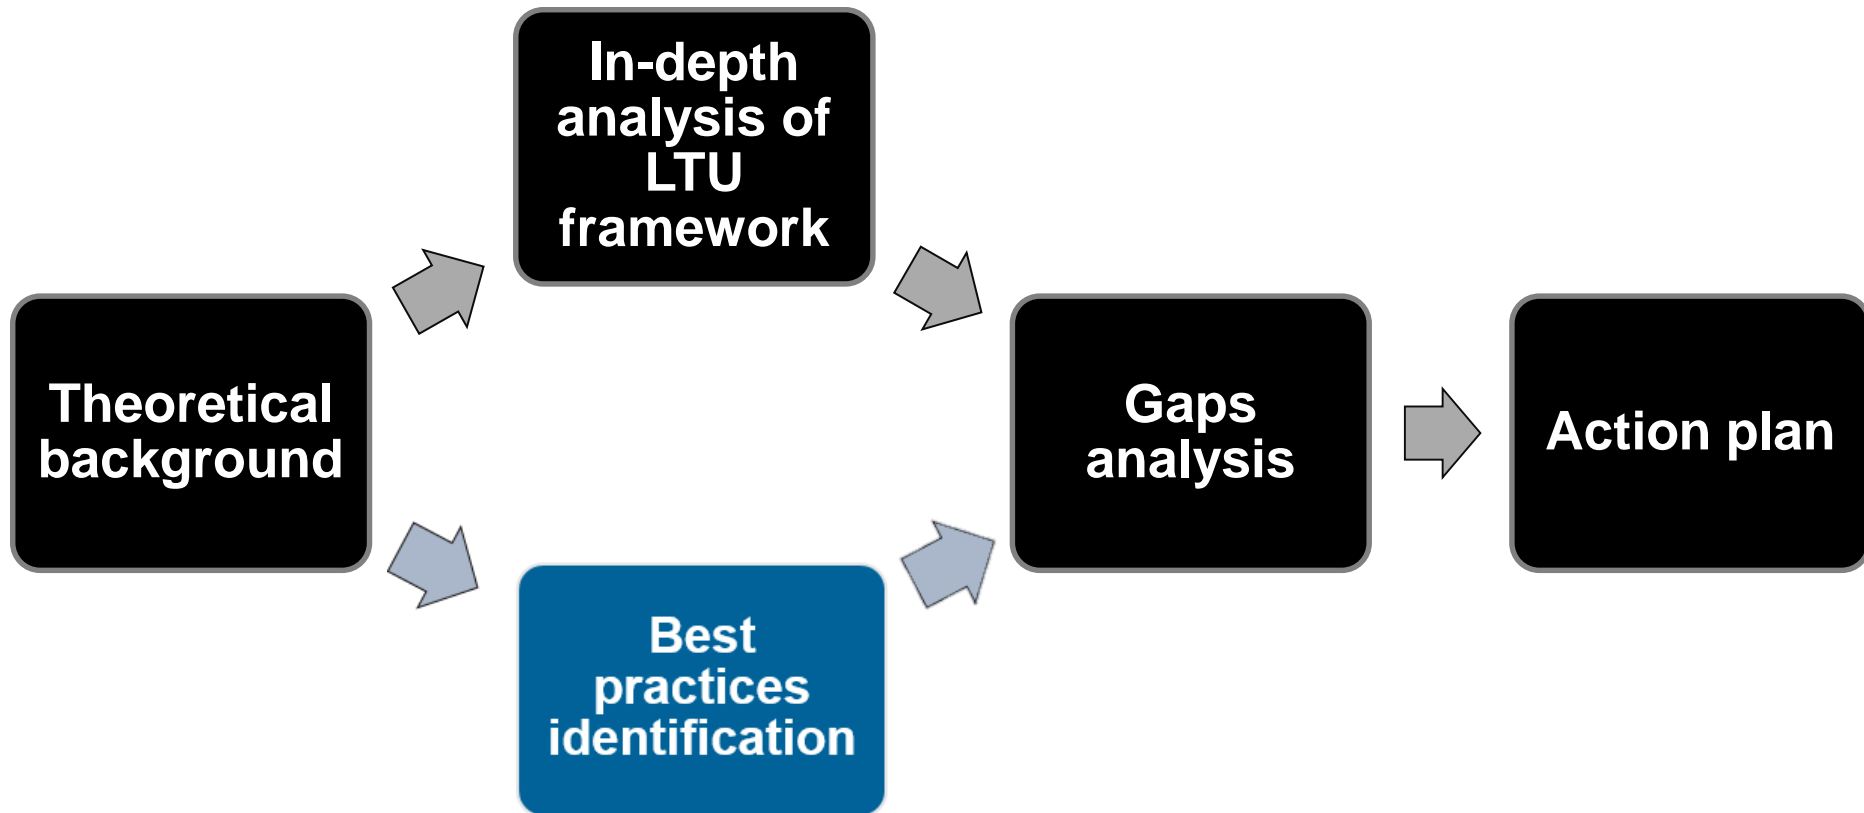 In-depth
analysis of
LTU
framework
Theoretical
background
Best
practices
identification
Gaps
analysis
Action plan